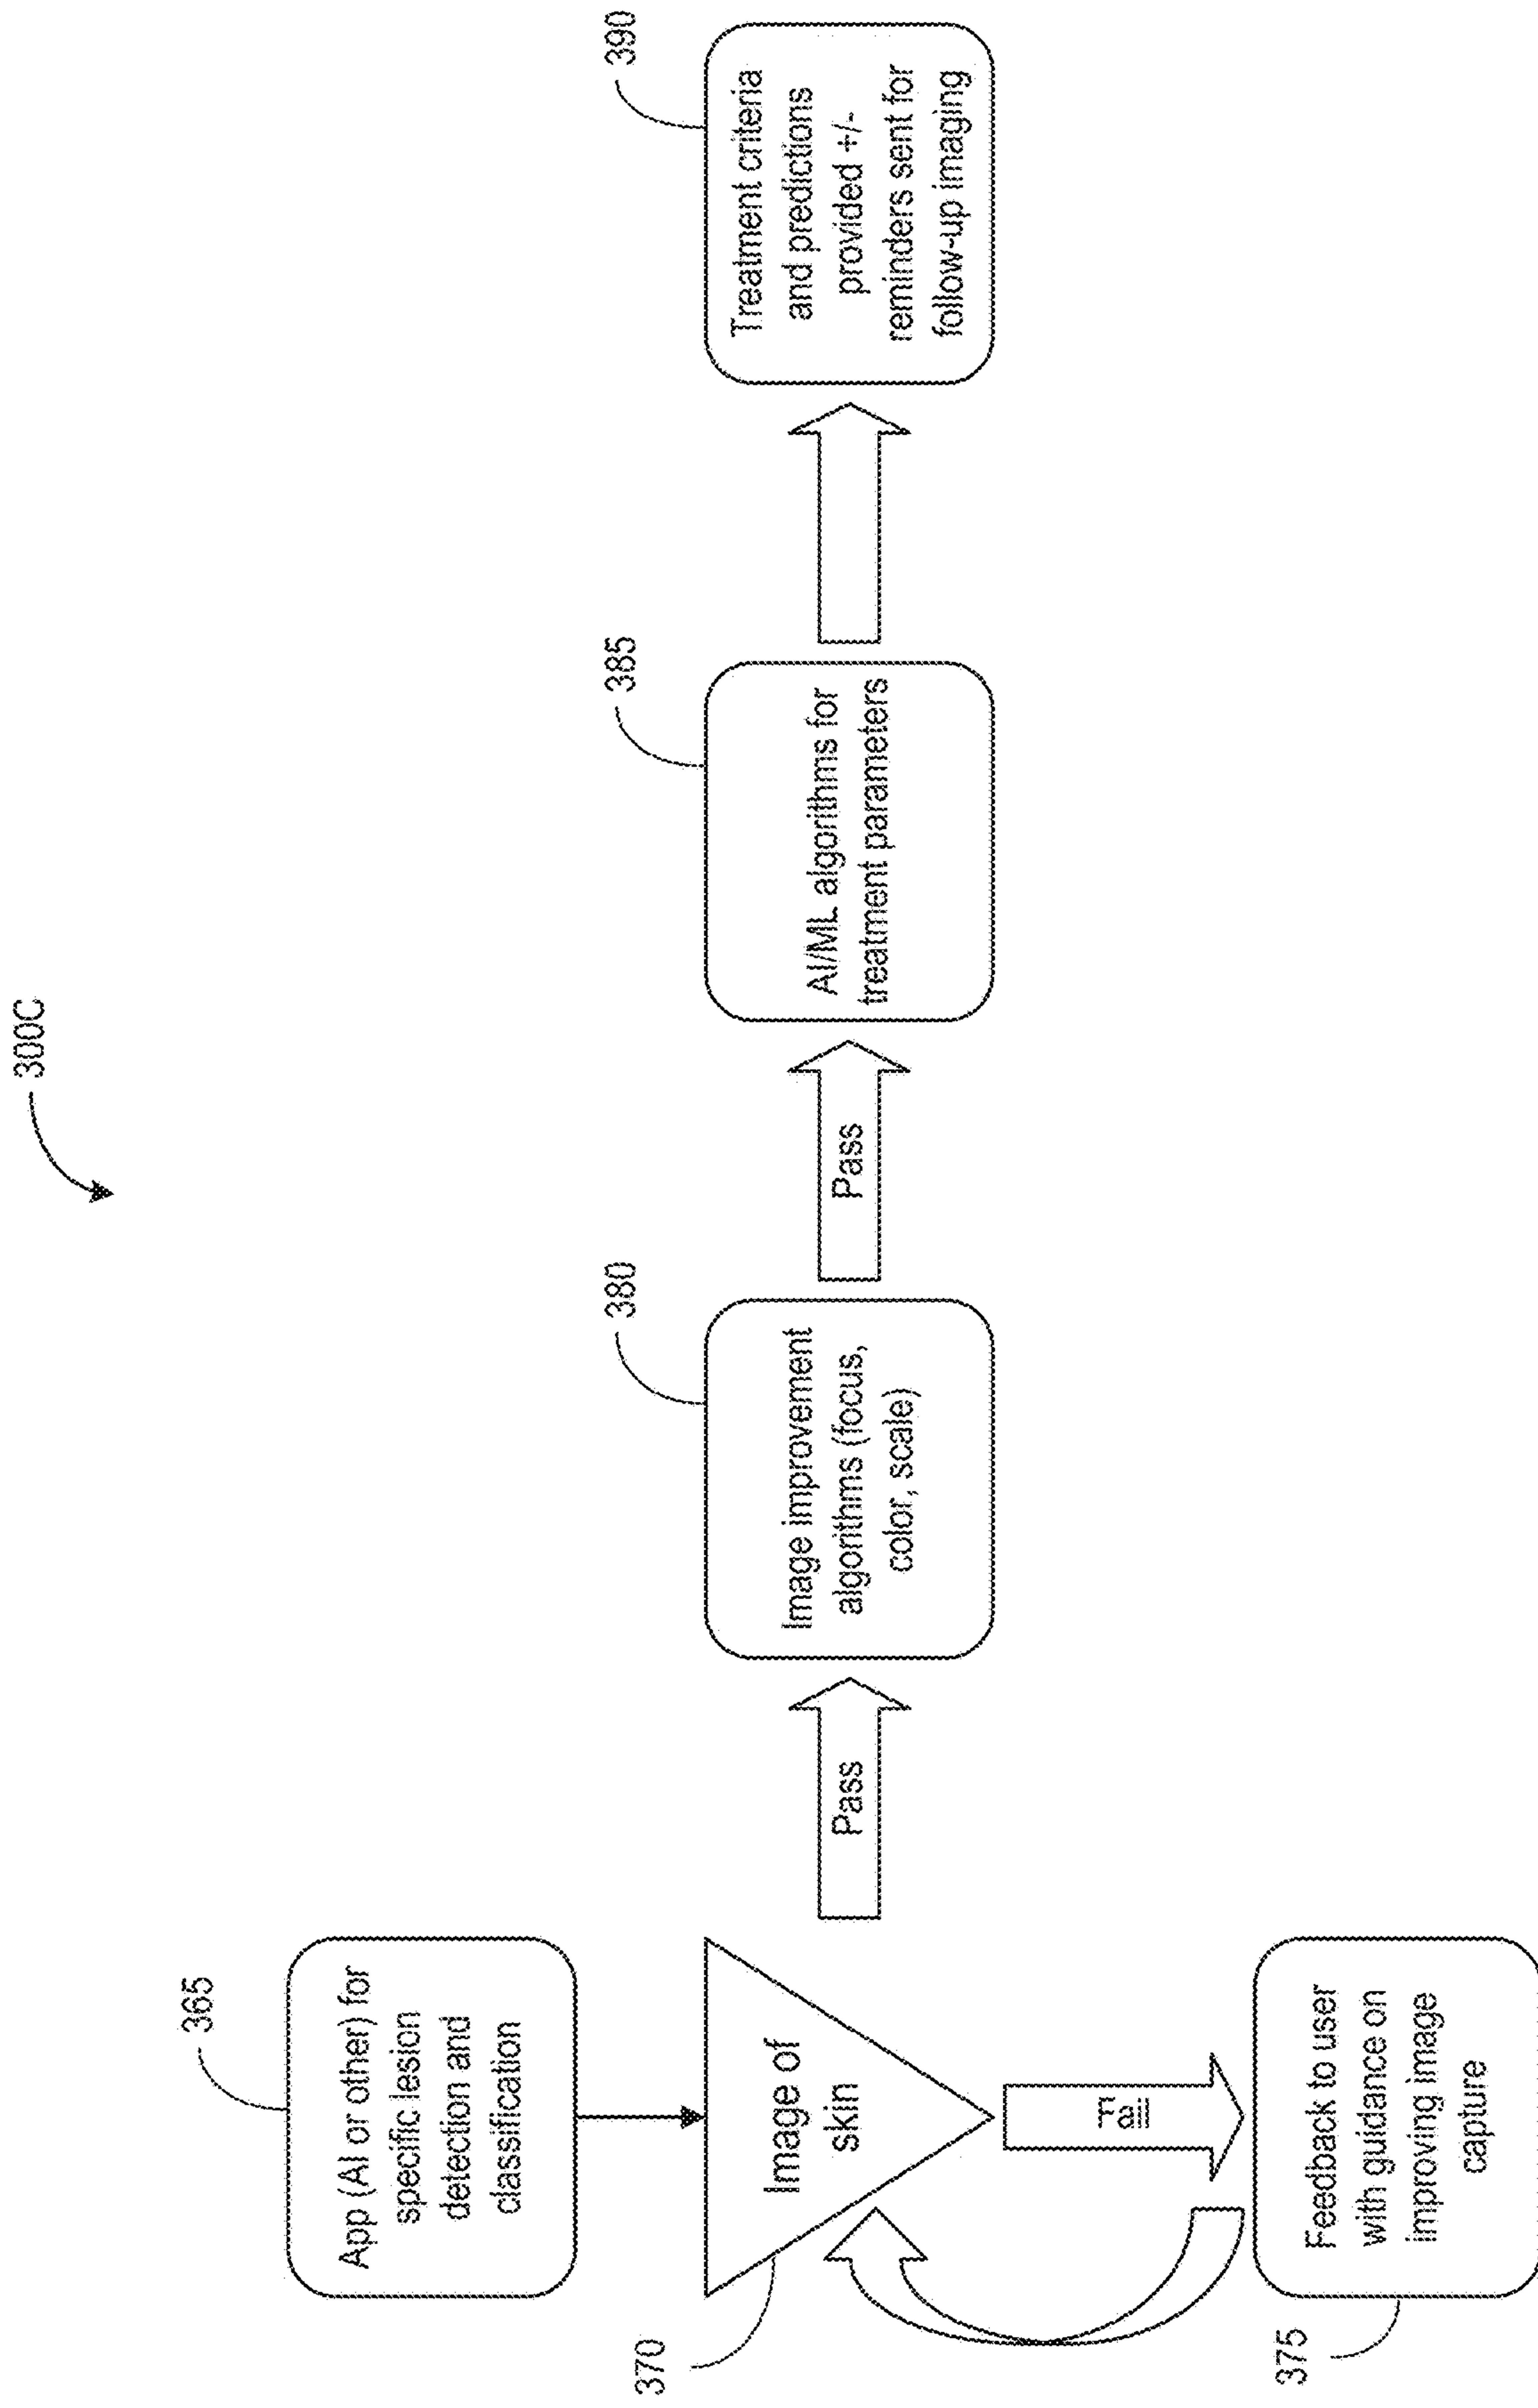 300C
365
App (AI or other) for
specific lesion
detection and
classification
370
Image of
skin
Fail
375
Feedback to user
with guidance on
improving image
capture
Pass
380
Image improvement
algorithms (focus,
color, scale)
Pass
385
AI/ML algorithms for
treatment parameters
390
Treatment criteria
and predictions
provided +/-
reminders sent for
follow-up imaging